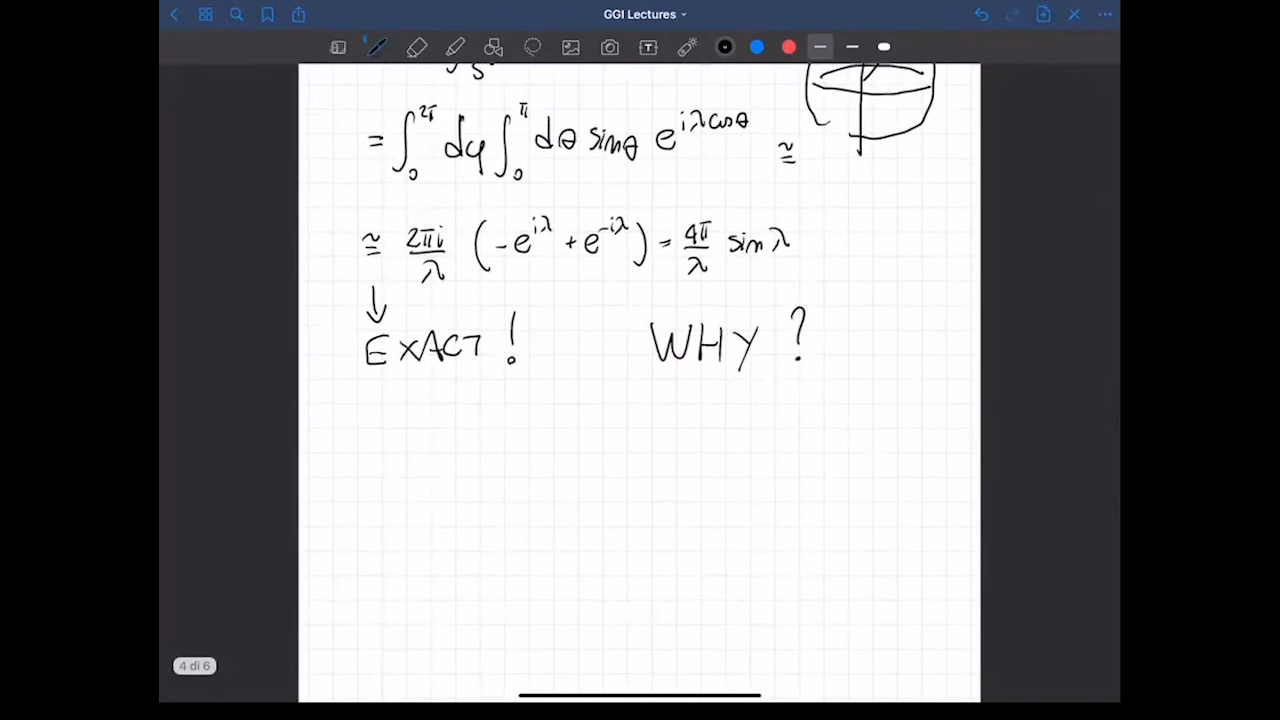 GGI Lectures
= ∫₀^{2π} dφ ∫₀^{π} dθ sinθ e^{iλcosθ} ≅
≅ 2πi/λ (-e^{iλ} + e^{-iλ}) = 4π/λ sin λ
↓
EXACT ! WHY ?
4 di 6